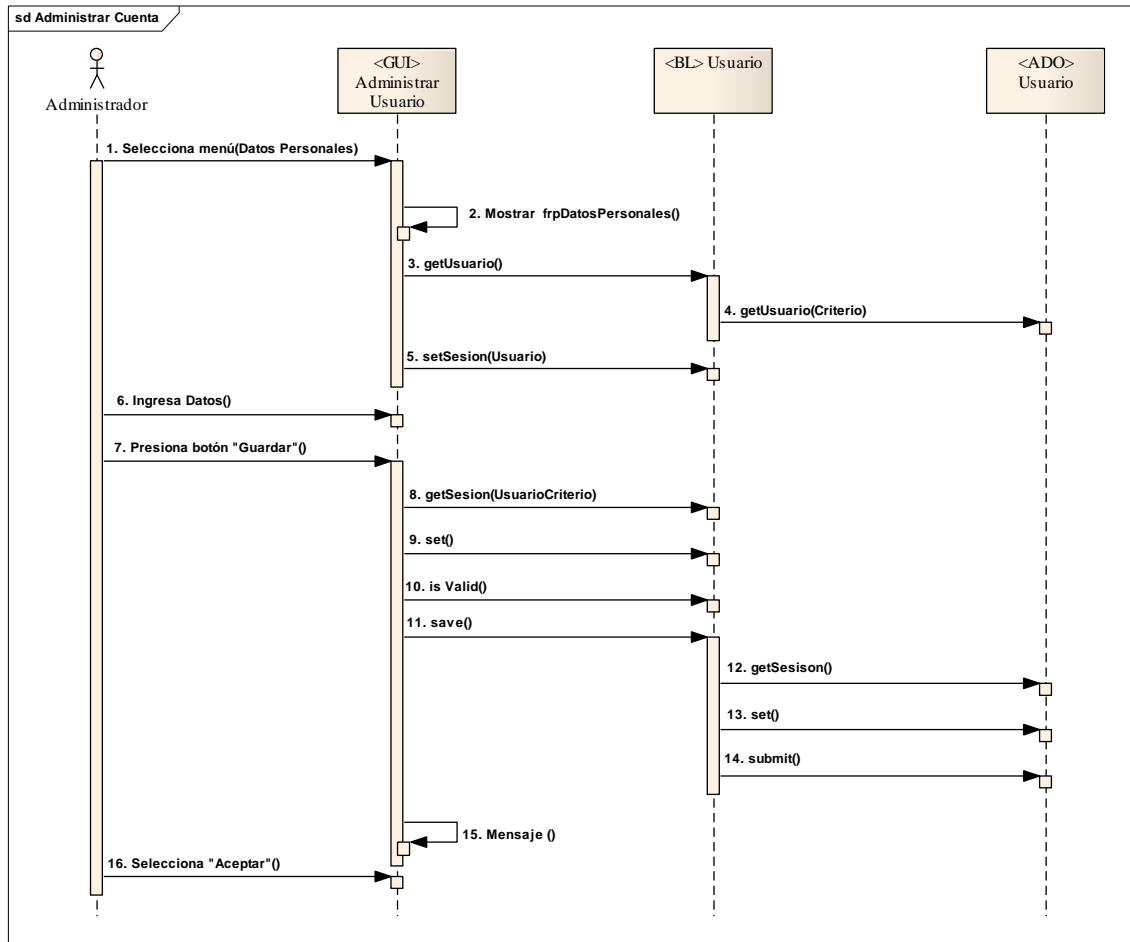 sd Administrar Cuenta
Administrador
<GUI>
Administrar
Usuario
<BL> Usuario
<ADO>
Usuario
1. Selecciona menú(Datos Personales)
2. Mostrar frpDatosPersonales()
3. getUsuario()
4. getUsuario(Criterio)
5. setSesion(Usuario)
6. Ingresa Datos()
7. Presiona botón "Guardar"()
8. getSesion(UsuarioCriterio)
9. set()
10. is Valid()
11. save()
12. getSesison()
13. set()
14. submit()
15. Mensaje ()
16. Selecciona "Aceptar"()